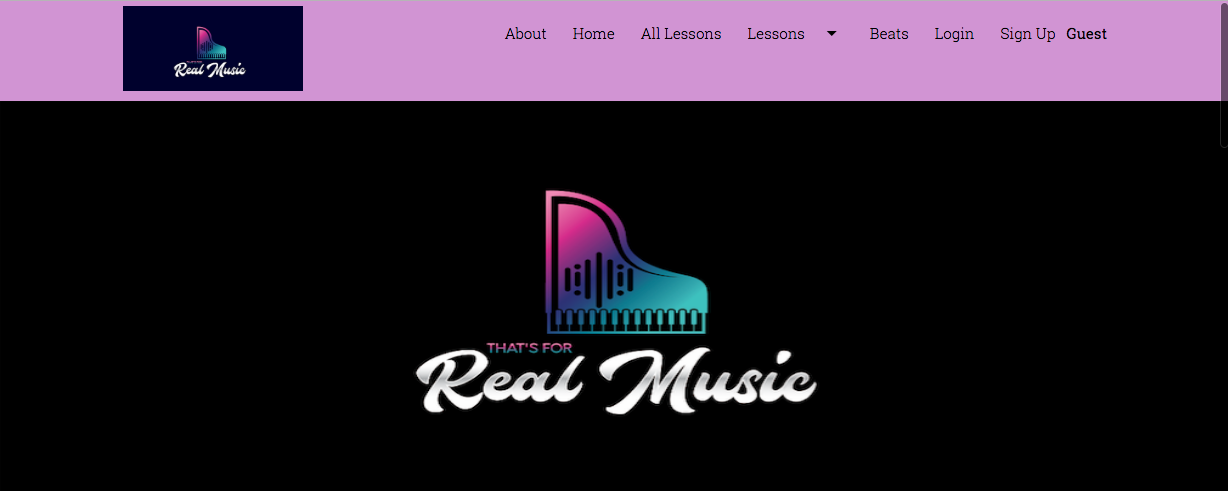 Real Music
About Home All Lessons Lessons Beats Login Sign Up Guest
THAT'S FOR
Real Music